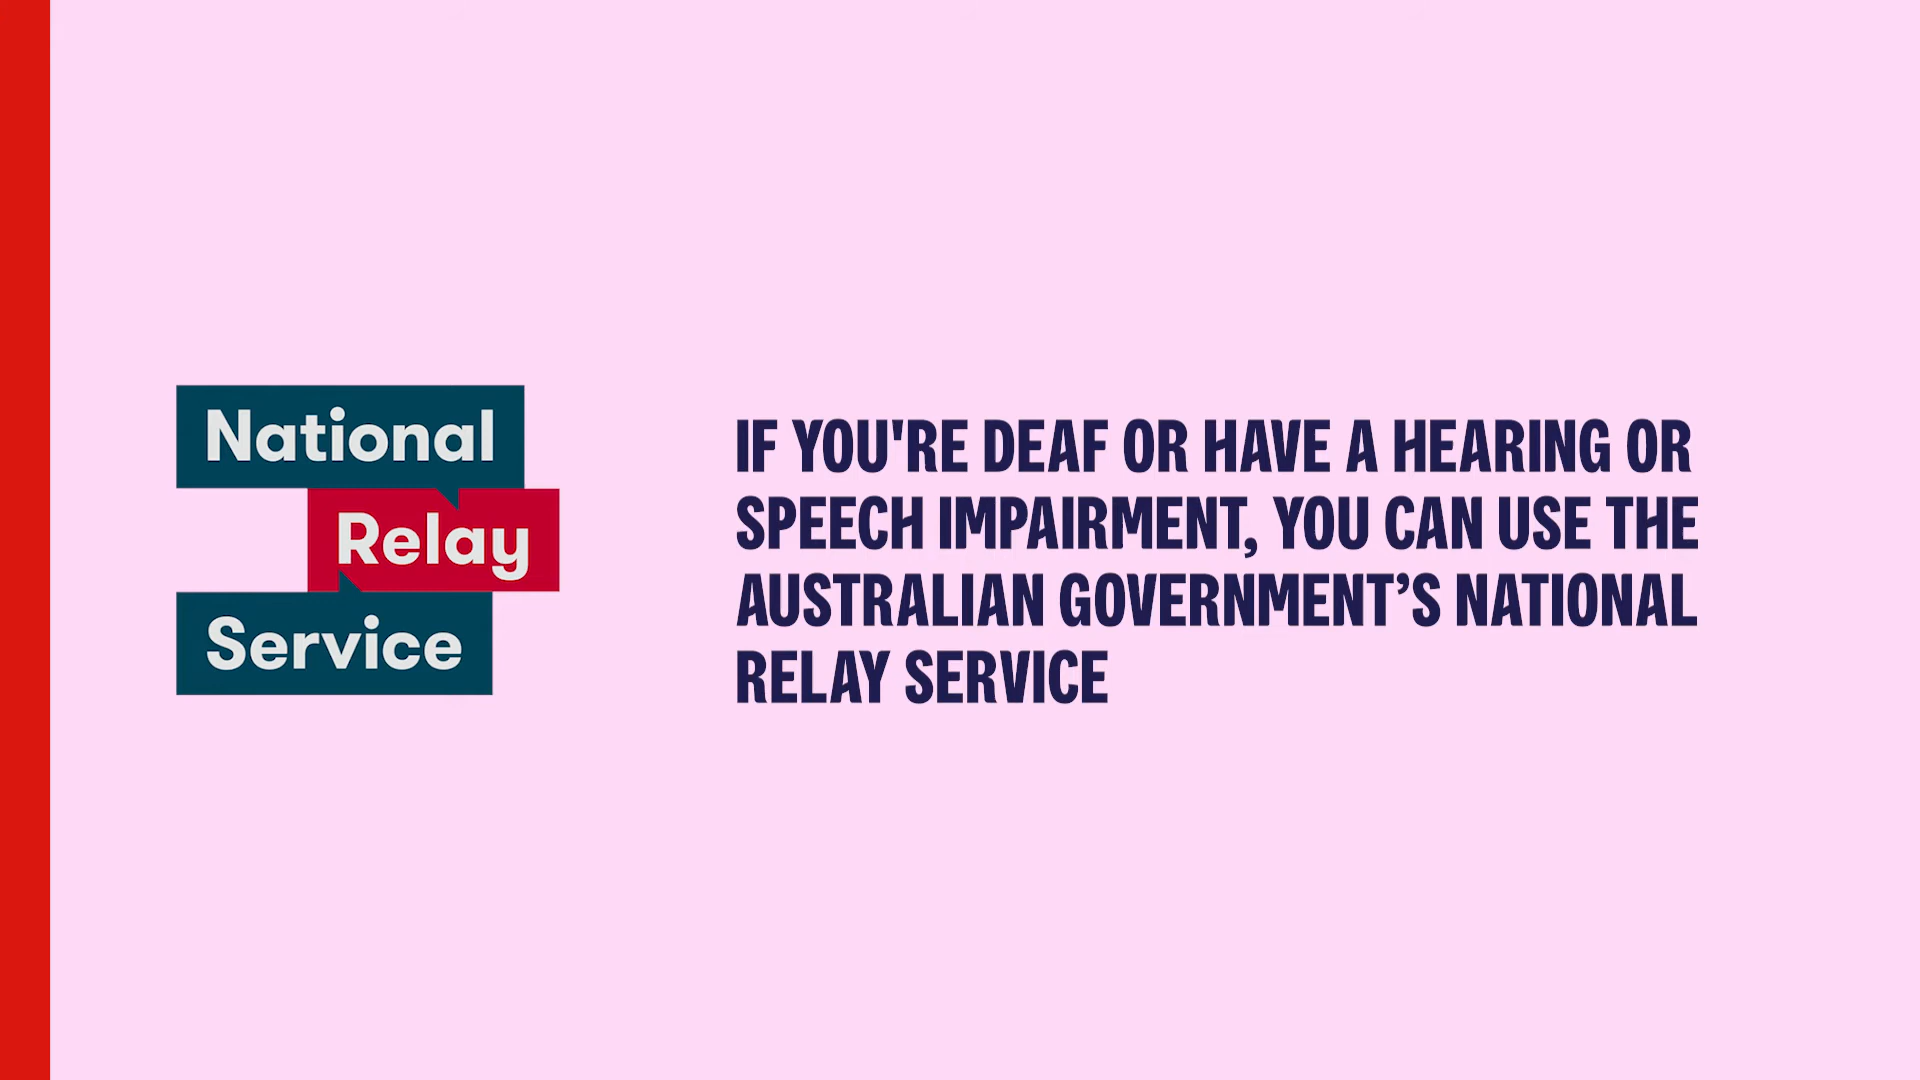 National
Relay
Service
IF YOU'RE DEAF OR HAVE A HEARING OR
SPEECH IMPAIRMENT, YOU CAN USE THE
AUSTRALIAN GOVERNMENT’S NATIONAL
RELAY SERVICE